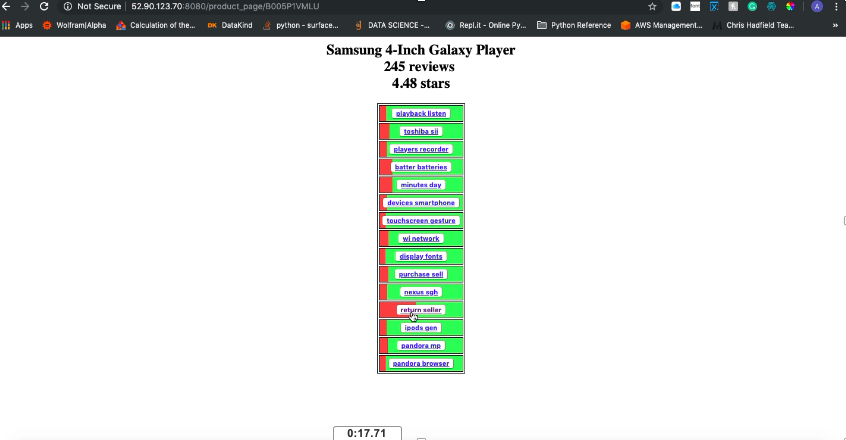 Not Secure | 52.90.123.70:8080/product_page/B005P1VMLU
Apps Wolfram|Alpha Calculation of the... DK DataKind python - surface... DATA SCIENCE -... Repl.it - Online Py... Python Reference AWS Management... Chris Hadfield Tea... »
Samsung 4-Inch Galaxy Player
245 reviews
4.48 stars
playback listen
toshiba sii
players recorder
batter batteries
minutes day
devices smartphone
touchscreen gesture
wi network
display fonts
purchase sell
nexus sgh
return seller
ipods gen
pandora mp
pandora browser
0:17.71